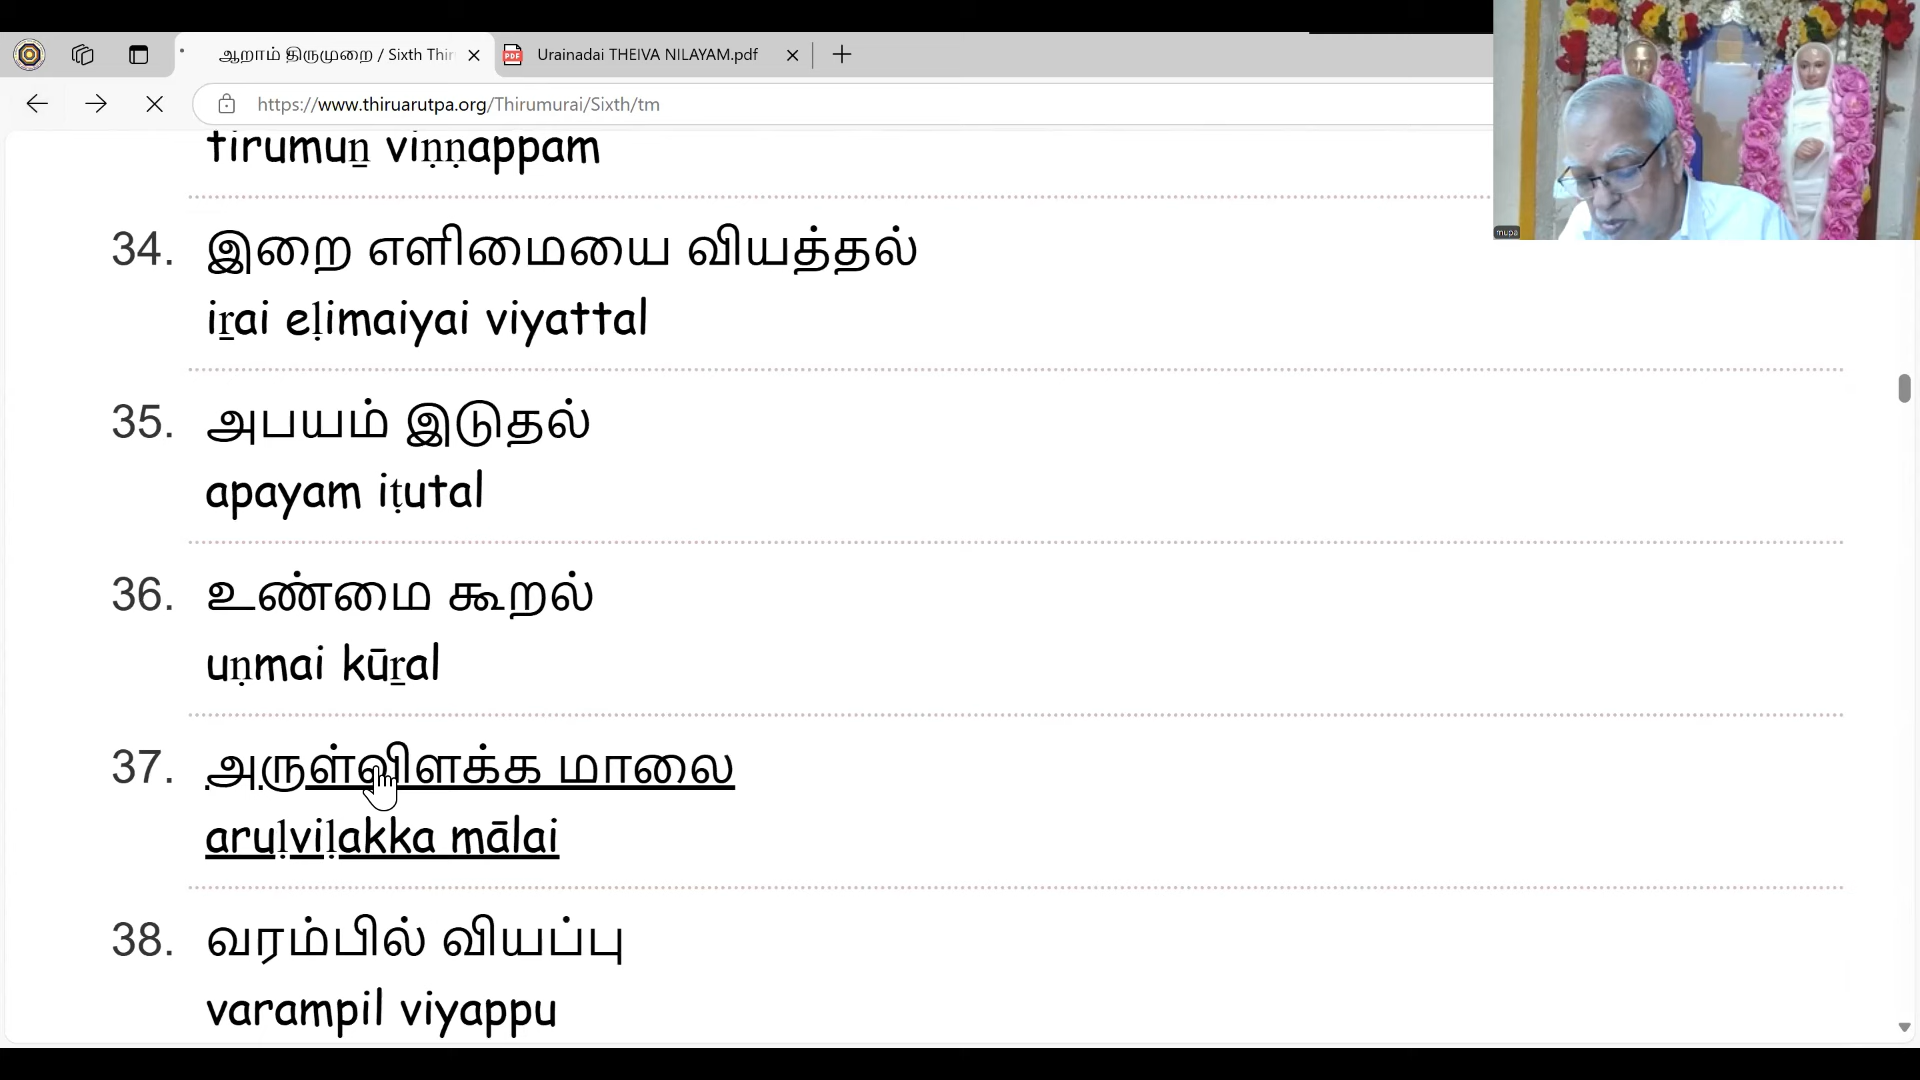 ஆறாம் திருமுறை / Sixth Thir
Urainadai THEIVA NILAYAM.pdf
https://www.thiruarutpa.org/Thirumurai/Sixth/tm
tirumuṉ viṇṇappam
34. இறை எளிமையை வியத்தல்
iṟai eḷimaiyai viyattal
35. அபயம் இடுதல்
apayam iṭutal
36. உண்மை கூறல்
uṇmai kūṟal
37. அருள்விளக்க மாலை
aruḷviḷakka mālai
38. வரம்பில் வியப்பு
varampil viyappu
mupa